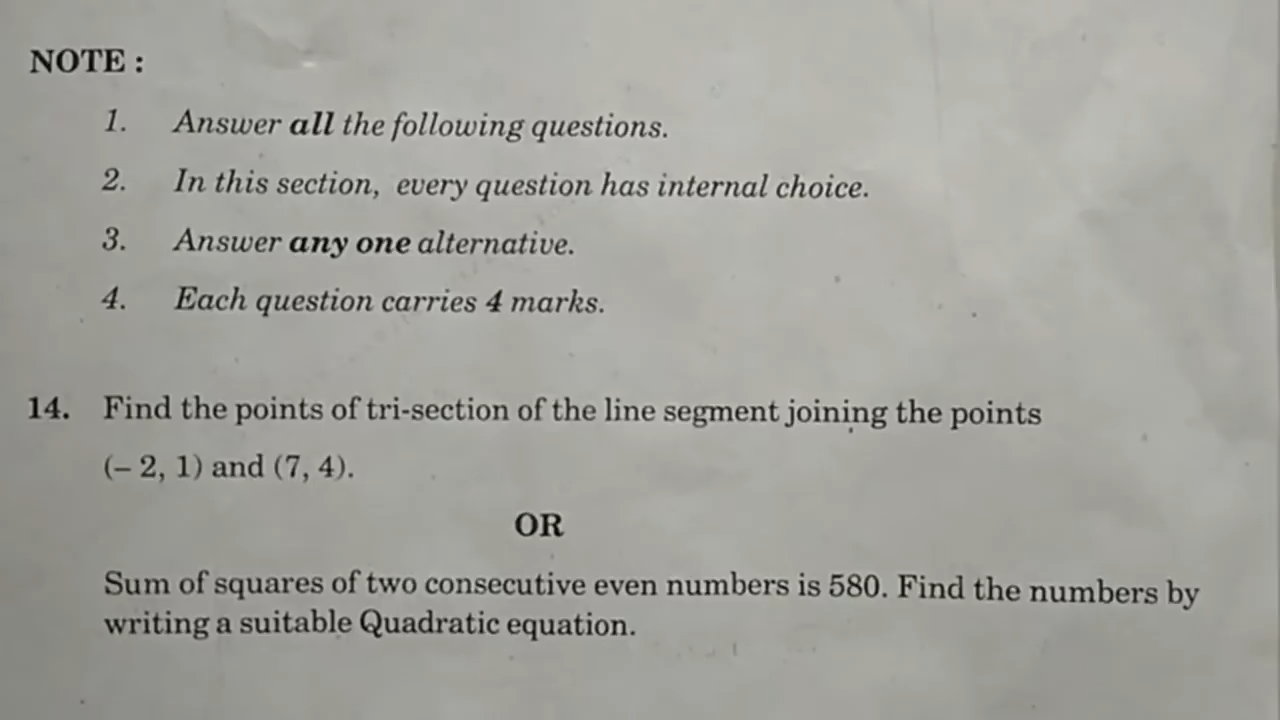 NOTE :
1. Answer all the following questions.
2. In this section, every question has internal choice.
3. Answer any one alternative.
4. Each question carries 4 marks.
14. Find the points of tri-section of the line segment joining the points
(– 2, 1) and (7, 4).
OR
Sum of squares of two consecutive even numbers is 580. Find the numbers by
writing a suitable Quadratic equation.